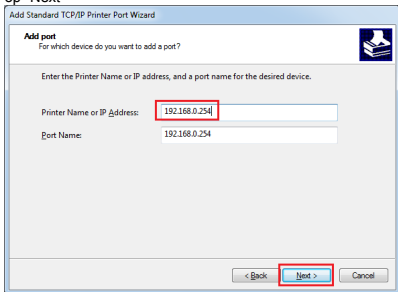 op "Next"
Add Standard TCP/IP Printer Port Wizard
Add port
For which device do you want to add a port?
Enter the Printer Name or IP address, and a port name for the desired device.
Printer Name or IP Address:
192.168.0.254
Port Name:
192.168.0.254
< Back
Next >
Cancel